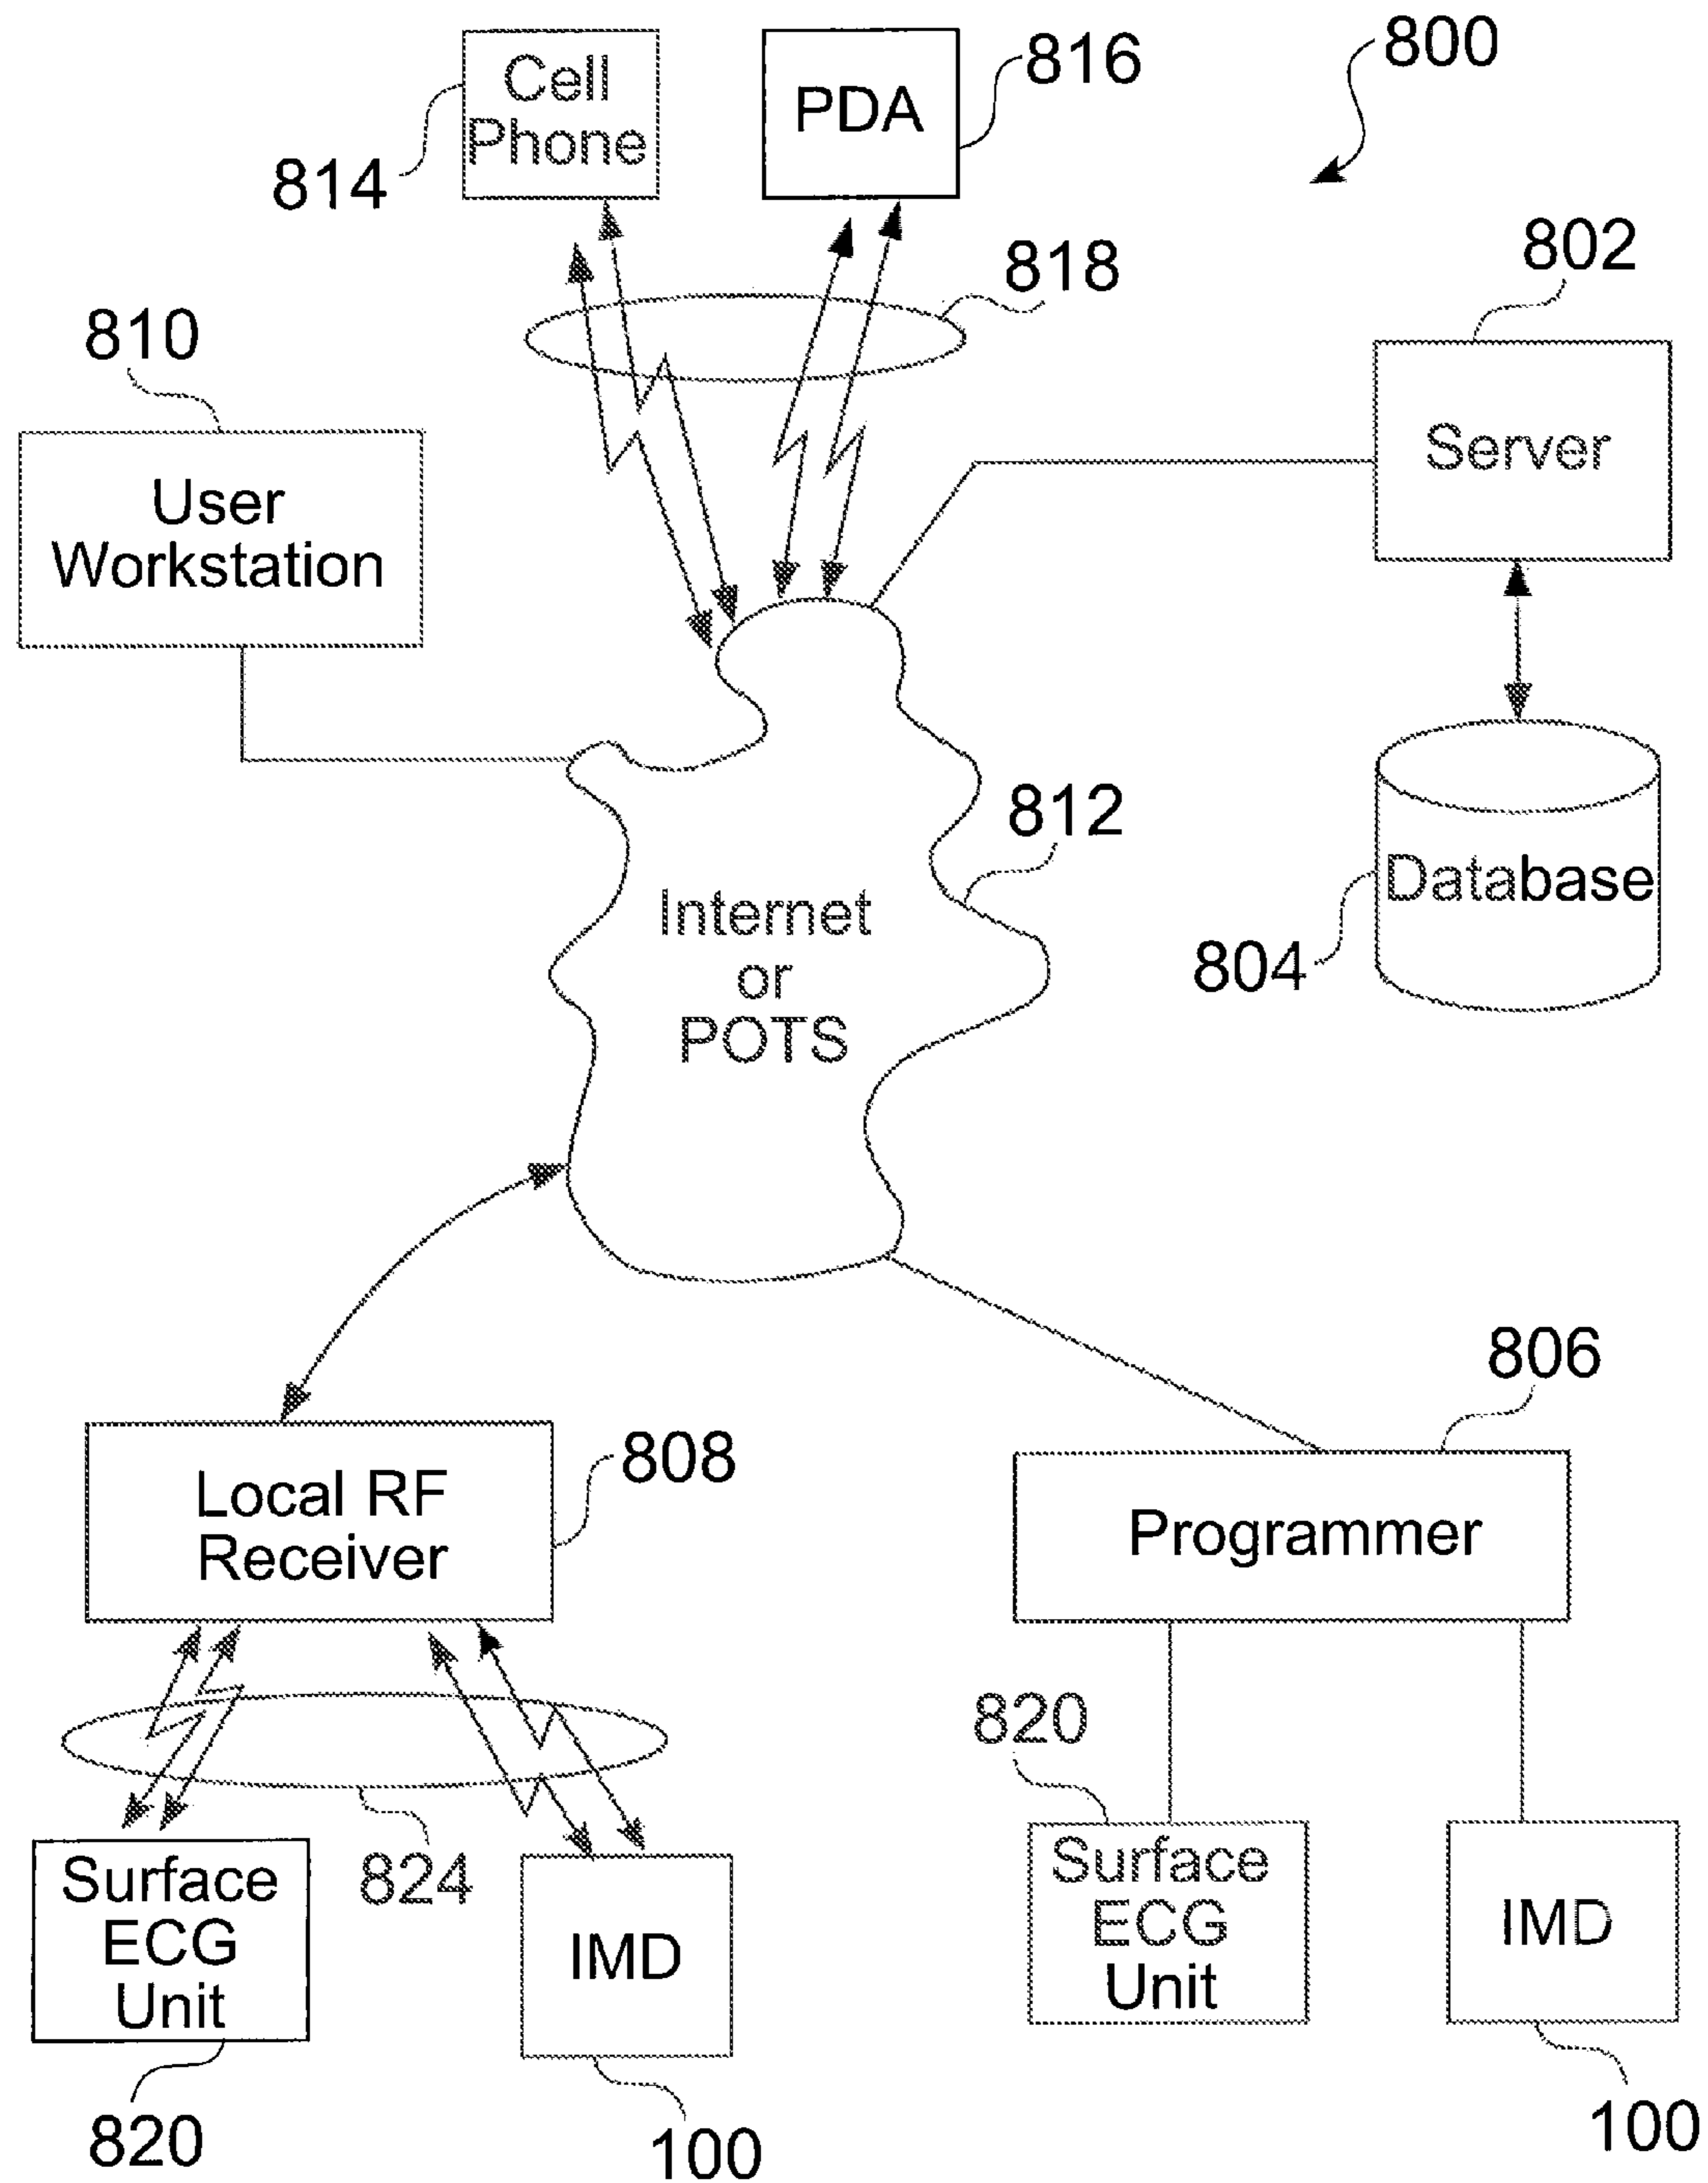 800
Cell
Phone
814
PDA
816
818
802
Server
810
User
Workstation
812
Internet
or
POTS
Database
804
806
Local RF
Receiver
808
Programmer
820
Surface
ECG
Unit
820
824
IMD
100
Surface
ECG
Unit
IMD
100